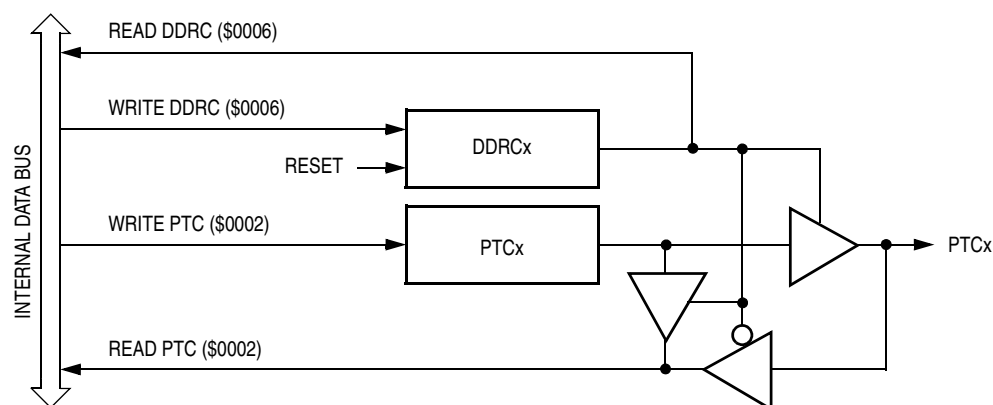 READ DDRC ($0006)
WRITE DDRC ($0006)
DDRCx
RESET
WRITE PTC ($0002)
PTCx
PTCx
READ PTC ($0002)
INTERNAL DATA BUS